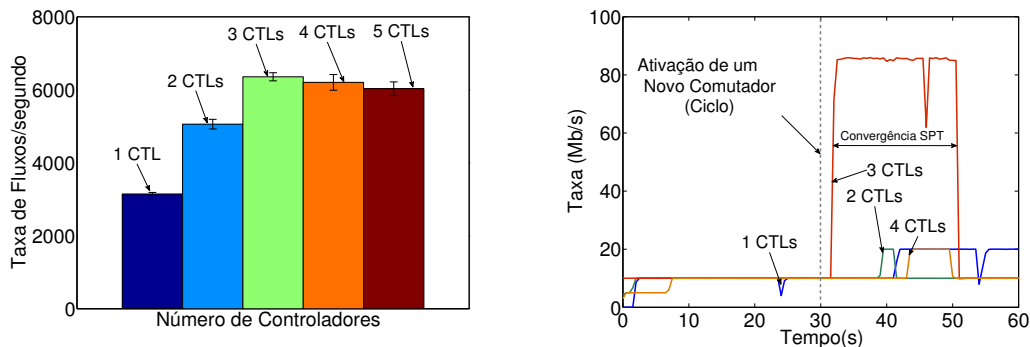 8000
6000
4000
2000
0
Taxa de Fluxos/segundo
1 CTL
2 CTLs
3 CTLs
4 CTLs
5 CTLs
Número de Controladores
100
80
60
40
20
0
Taxa (Mb/s)
Ativação de um
Novo Comutador
(Ciclo)
Convergência SPT
3 CTLs
2 CTLs
4 CTLs
1 CTLs
0 10 20 30 40 50 60
Tempo(s)